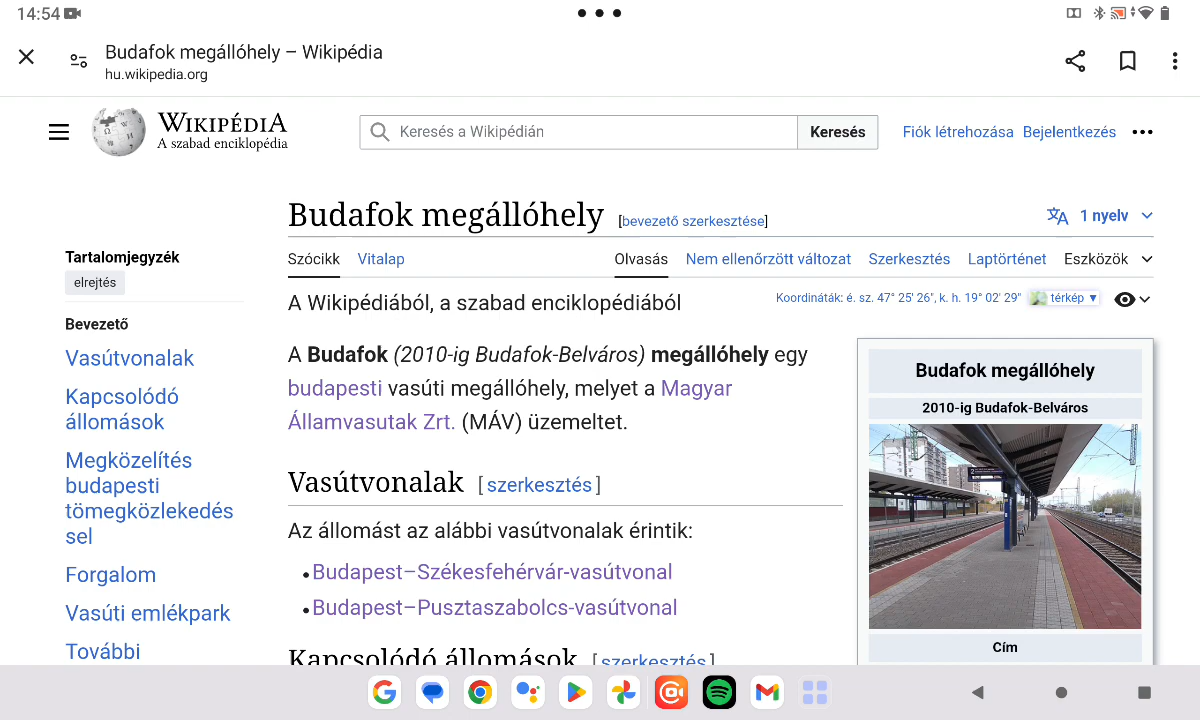 14:54
Budafok megállóhely – Wikipédia
hu.wikipedia.org
WIKIPÉDIA
A szabad enciklopédia
Keresés a Wikipédián
Keresés
Fiók létrehozása Bejelentkezés
Budafok megállóhely [bevezető szerkesztése]
1 nyelv
Tartalomjegyzék
elrejtés
Bevezető
Vasútvonalak
Kapcsolódó
állomások
Megközelítés
budapesti
tömegközlekedés
sel
Forgalom
Vasúti emlékpark
További
Szócikk Vitalap Olvasás Nem ellenőrzött változat Szerkesztés Laptörténet Eszközök
A Wikipédiából, a szabad enciklopédiából
Koordináták: é. sz. 47° 25′ 26″, k. h. 19° 02′ 29″ térkép ▼
A Budafok (2010-ig Budafok-Belváros) megállóhely egy
budapesti vasúti megállóhely, melyet a Magyar
Államvasutak Zrt. (MÁV) üzemeltet.
Vasútvonalak [ szerkesztés ]
Az állomást az alábbi vasútvonalak érintik:
• Budapest–Székesfehérvár-vasútvonal
• Budapest–Pusztaszabolcs-vasútvonal
Kapcsolódó állomások [ szerkesztés ]
Budafok megállóhely
2010-ig Budafok-Belváros
Cím